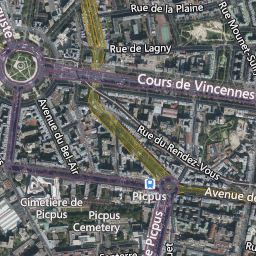 Rue de la Plaine
Rue de Lagny
Cours de Vincennes
Avenue du Bel-Air
Rue du Rendez-Vous
Picpus
Avenue de
Cimetière de
Picpus
Picpus
Cemetery
de Picpus